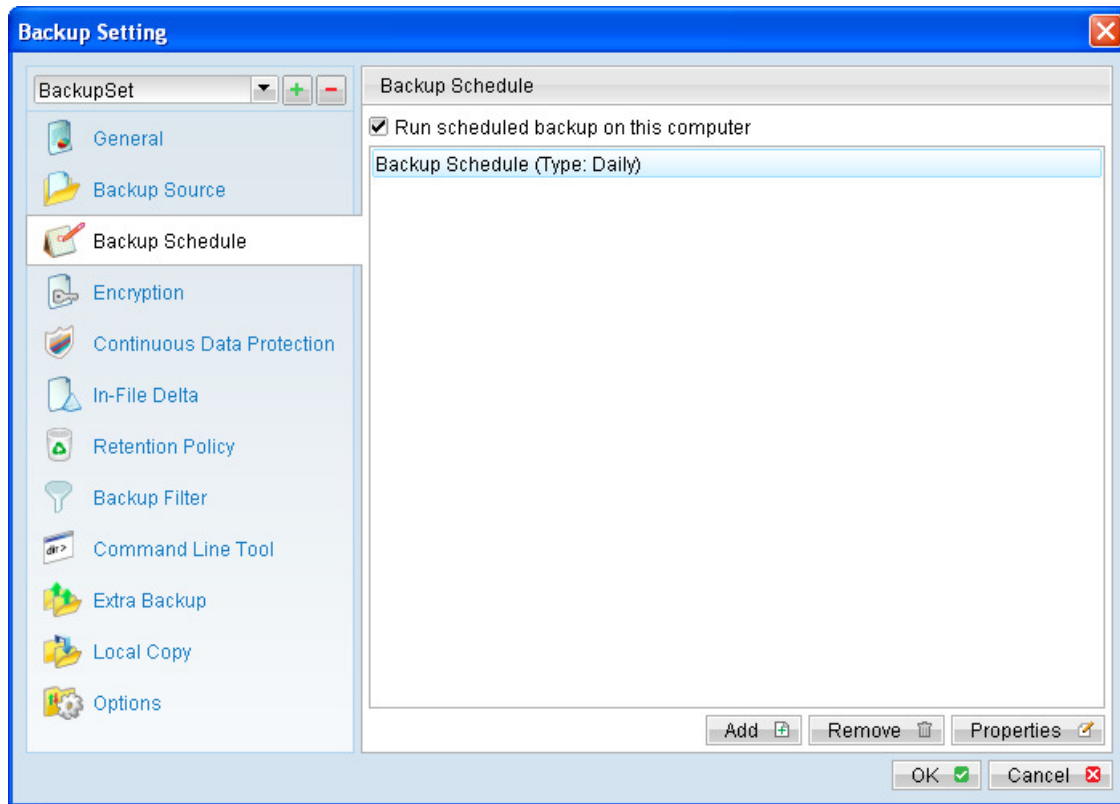 Backup Setting
BackupSet
General
Backup Source
Backup Schedule
Encryption
Continuous Data Protection
In-File Delta
Retention Policy
Backup Filter
dir>
Command Line Tool
Extra Backup
Local Copy
Options
Backup Schedule
Run scheduled backup on this computer
Backup Schedule (Type: Daily)
Add
Remove
Properties
OK
Cancel